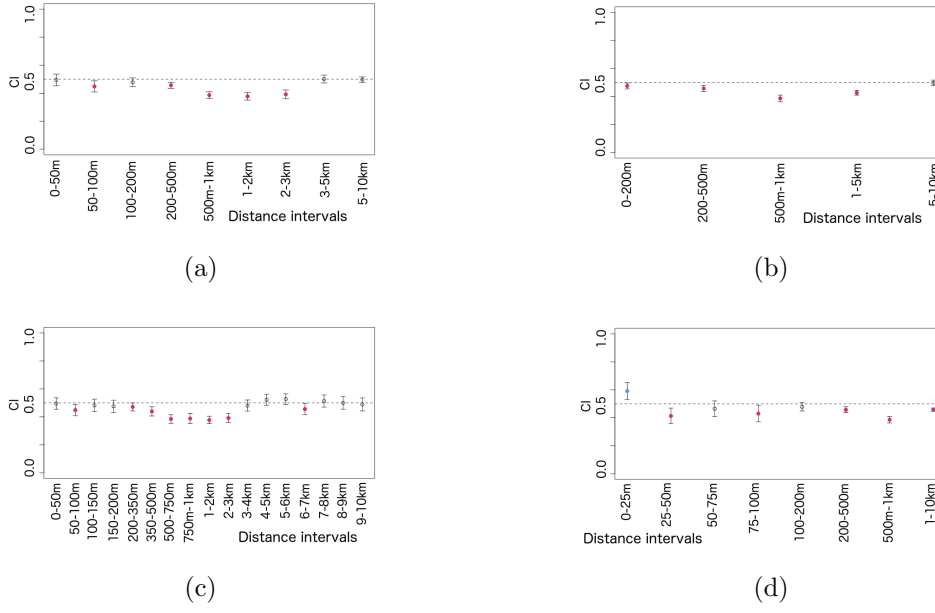 CI
1.0
0.5
0.0
0-50m
50-100m
100-200m
200-500m
500m-1km
1-2km
2-3km
3-5km
5-10km
Distance intervals
(a)
CI
1.0
0.5
0.0
0-200m
200-500m
500m-1km
1-5km
5-10km
Distance intervals
(b)
CI
1.0
0.5
0.0
0-50m
50-100m
100-150m
150-200m
200-350m
350-500m
500-750m
750m-1km
1-2km
2-3km
3-4km
4-5km
5-6km
6-7km
7-8km
8-9km
9-10km
Distance intervals
(c)
CI
1.0
0.5
0.0
0-25m
25-50m
50-75m
75-100m
100-200m
200-500m
500m-1km
1-10km
Distance intervals
(d)